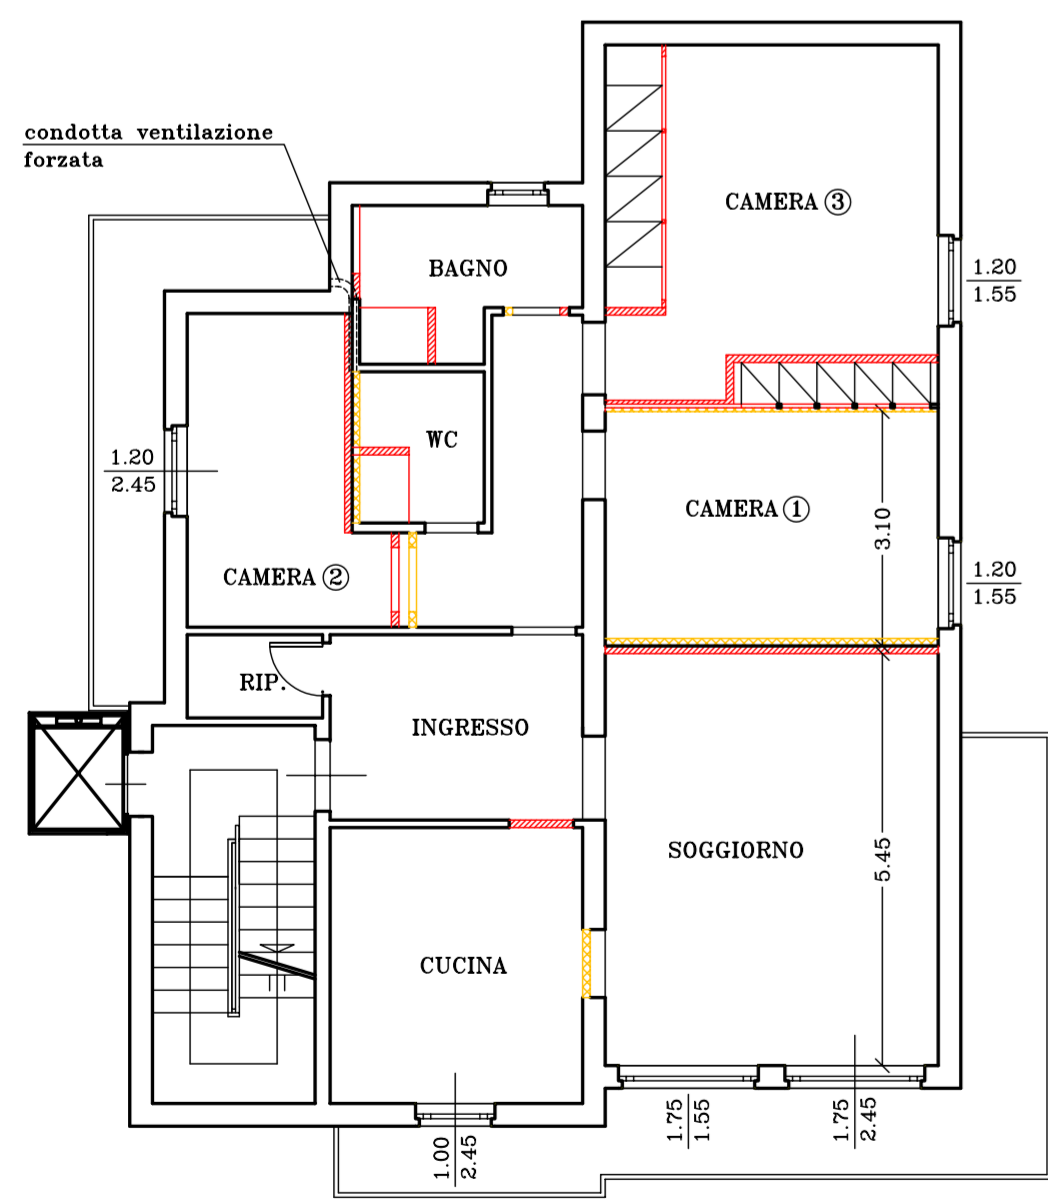 condotta ventilazione
forzata
CAMERA 3
BAGNO
1.20
1.55
WC
1.20
2.45
CAMERA 1
3.10
CAMERA 2
1.20
1.55
RIP.
INGRESSO
SOGGIORNO
5.45
CUCINA
1.00
2.45
1.75
1.55
1.75
2.45